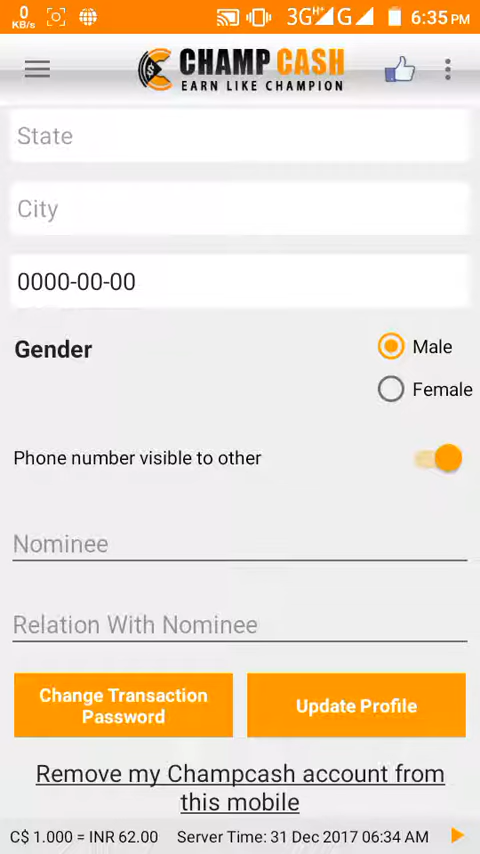 0
KB/s
3G H+ G 6:35 PM
CHAMP CASH
EARN LIKE CHAMPION
State
City
0000-00-00
Gender
Male
Female
Phone number visible to other
Nominee
Relation With Nominee
Change Transaction
Password
Update Profile
Remove my Champcash account from
this mobile
C$ 1.000 = INR 62.00 Server Time: 31 Dec 2017 06:34 AM